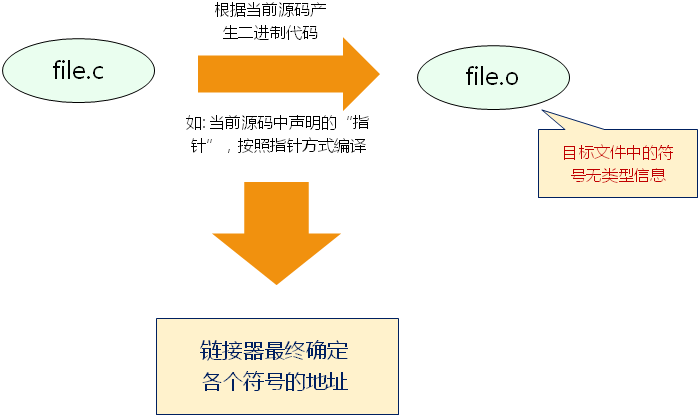 根据当前源码产
生二进制代码
file.c
file.o
如: 当前源码中声明的“指
针”，按照指针方式编译
目标文件中的符
号无类型信息
链接器最终确定
各个符号的地址